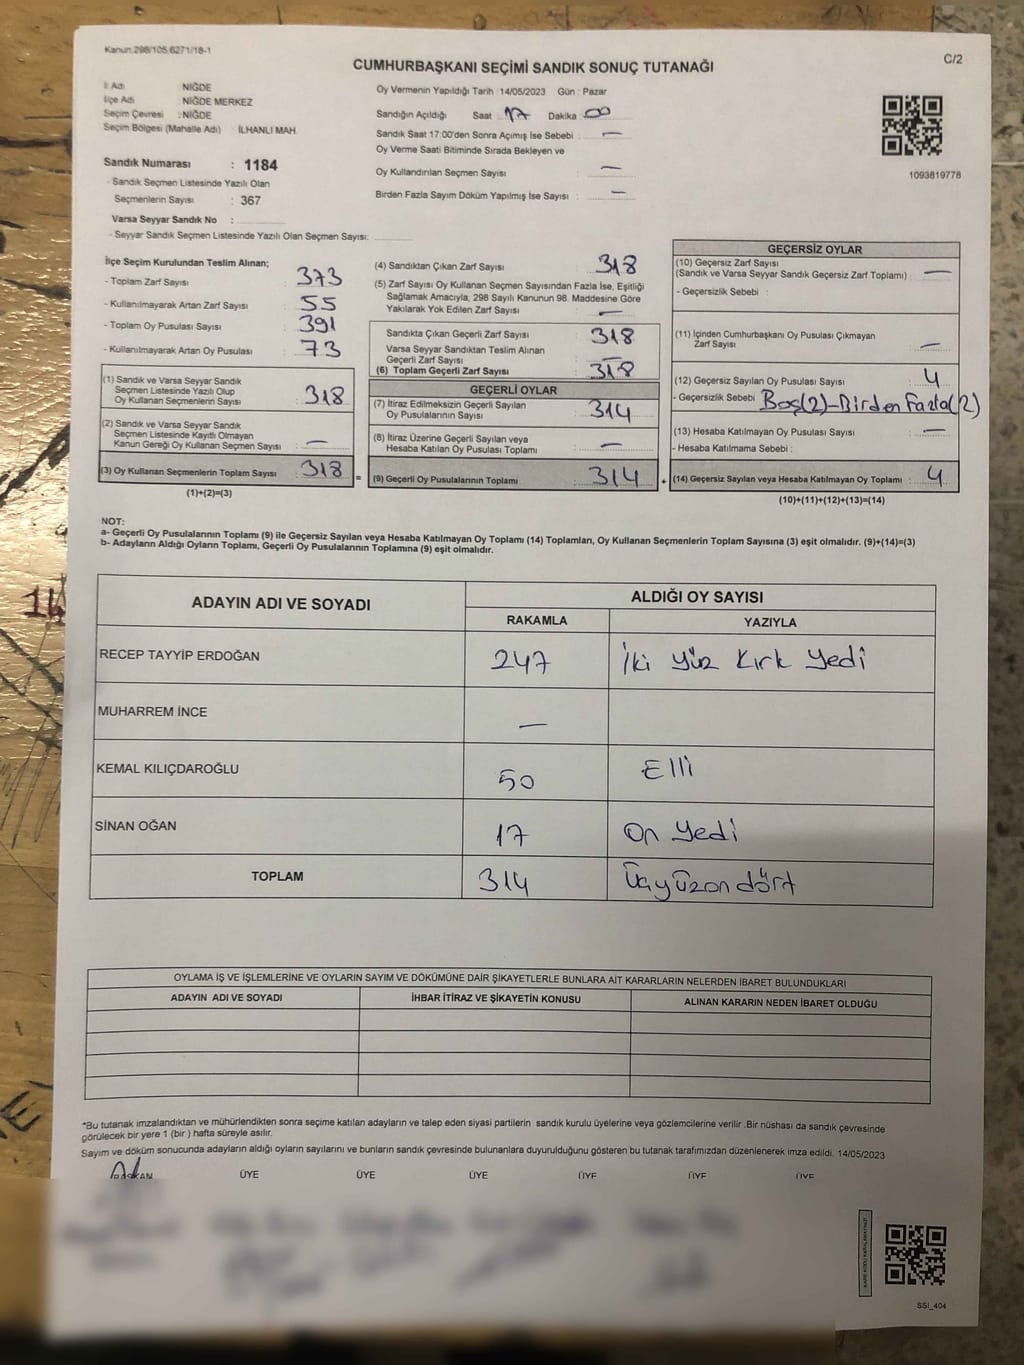 Kanun.298/105,6271/18-1
C/2
CUMHURBAŞKANI SEÇİMİ SANDIK SONUÇ TUTANAĞI
İl Adı : NİĞDE
İlçe Adı : NİĞDE MERKEZ
Seçim Çevresi : NİĞDE
Seçim Bölgesi (Mahalle Adı) : İLHANLI MAH.
Sandık Numarası : 1184
- Sandık Seçmen Listesinde Yazılı Olan
Seçmenlerin Sayısı : 367
Varsa Seyyar Sandık No :
- Seyyar Sandık Seçmen Listesinde Yazılı Olan Seçmen Sayısı:
Oy Vermenin Yapıldığı Tarih :14/05/2023 Gün : Pazar
Sandığın Açıldığı Saat 17 Dakika 00
Sandık Saat 17:00'den Sonra Açımış İse Sebebi : —
Oy Verme Saati Bitiminde Sırada Bekleyen ve
Oy Kullandırılan Seçmen Sayısı : —
Birden Fazla Sayım Döküm Yapılmış İse Sayısı : —
1093819778
İlçe Seçim Kurulundan Teslim Alınan;
- Toplam Zarf Sayısı : 373
- Kullanılmayarak Artan Zarf Sayısı : 55
- Toplam Oy Pusulası Sayısı : 391
- Kullanılmayarak Artan Oy Pusulası : 73
(1) Sandık ve Varsa Seyyar Sandık
Seçmen Listesinde Yazılı Olup
Oy Kullanan Seçmenlerin Sayısı : 318
(2) Sandık ve Varsa Seyyar Sandık
Seçmen Listesinde Kayıtlı Olmayan
Kanun Gereği Oy Kullanan Seçmen Sayısı : —
(3) Oy Kullanan Seçmenlerin Toplam Sayısı : 318 =
(1)+(2)=(3)
(4) Sandıktan Çıkan Zarf Sayısı : 318
(5) Zarf Sayısı Oy Kullanan Seçmen Sayısından Fazla İse, Eşitliği
Sağlamak Amacıyla; 298 Sayılı Kanunun 98. Maddesine Göre
Yakılarak Yok Edilen Zarf Sayısı : —
Sandıkta Çıkan Geçerli Zarf Sayısı : 318
Varsa Seyyar Sandıktan Teslim Alınan
Geçerli Zarf Sayısı : —
(6) Toplam Geçerli Zarf Sayısı : 318
GEÇERLİ OYLAR
(7) İtiraz Edilmeksizin Geçerli Sayılan
Oy Pusulalarının Sayısı : 314
(8) İtiraz Üzerine Geçerli Sayılan veya
Hesaba Katılan Oy Pusulası Toplamı : —
(9) Geçerli Oy Pusulalarının Toplamı : 314 +
GEÇERSİZ OYLAR
(10) Geçersiz Zarf Sayısı
(Sandık ve Varsa Seyyar Sandık Geçersiz Zarf Toplamı) : —
- Geçersizlik Sebebi :
(11) İçinden Cumhurbaşkanı Oy Pusulası Çıkmayan
Zarf Sayısı : —
(12) Geçersiz Sayılan Oy Pusulası Sayısı : 4
- Geçersizlik Sebebi : Boş(2)-Birden Fazla(2)
(13) Hesaba Katılmayan Oy Pusulası Sayısı : —
- Hesaba Katılmama Sebebi :
(14) Geçersiz Sayılan veya Hesaba Katılmayan Oy Toplamı : 4
(10)+(11)+(12)+(13)=(14)
NOT:
a- Geçerli Oy Pusulalarının Toplamı (9) ile Geçersiz Sayılan veya Hesaba Katılmayan Oy Toplamı (14) Toplamları, Oy Kullanan Seçmenlerin Toplam Sayısına (3) eşit olmalıdır. (9)+(14)=(3)
b- Adayların Aldığı Oyların Toplamı, Geçerli Oy Pusulalarının Toplamına (9) eşit olmalıdır.
14
ADAYIN ADI VE SOYADI ALDIĞI OY SAYISI
RAKAMLA YAZIYLA
RECEP TAYYİP ERDOĞAN 247 İki yüz kırk yedi
MUHARREM İNCE —
KEMAL KILIÇDAROĞLU 50 Elli
SİNAN OĞAN 17 On yedi
TOPLAM 314 Üçyüzon dört
OYLAMA İŞ VE İŞLEMLERİNE VE OYLARIN SAYIM VE DÖKÜMÜNE DAİR ŞİKAYETLERLE BUNLARA AİT KARARLARIN NELERDEN İBARET BULUNDUKLARI
ADAYIN ADI VE SOYADI İHBAR İTİRAZ VE ŞİKAYETİN KONUSU ALINAN KARARIN NEDEN İBARET OLDUĞU
*Bu tutanak imzalandıktan ve mühürlendikten sonra seçime katılan adayların ve talep eden siyasi partilerin sandık kurulu üyelerine veya gözlemcilerine verilir .Bir nüshası da sandık çevresinde
görülecek bir yere 1 (bir ) hafta süreyle asılır.
Sayım ve döküm sonucunda adayların aldığı oyların sayılarını ve bunların sandık çevresinde bulunanlara duyurulduğunu gösteren bu tutanak tarafımızdan düzenlenerek imza edildi. 14/05/2023
BAŞKAN ÜYE ÜYE ÜYE ÜYE ÜYE ÜYE
SSİ_404